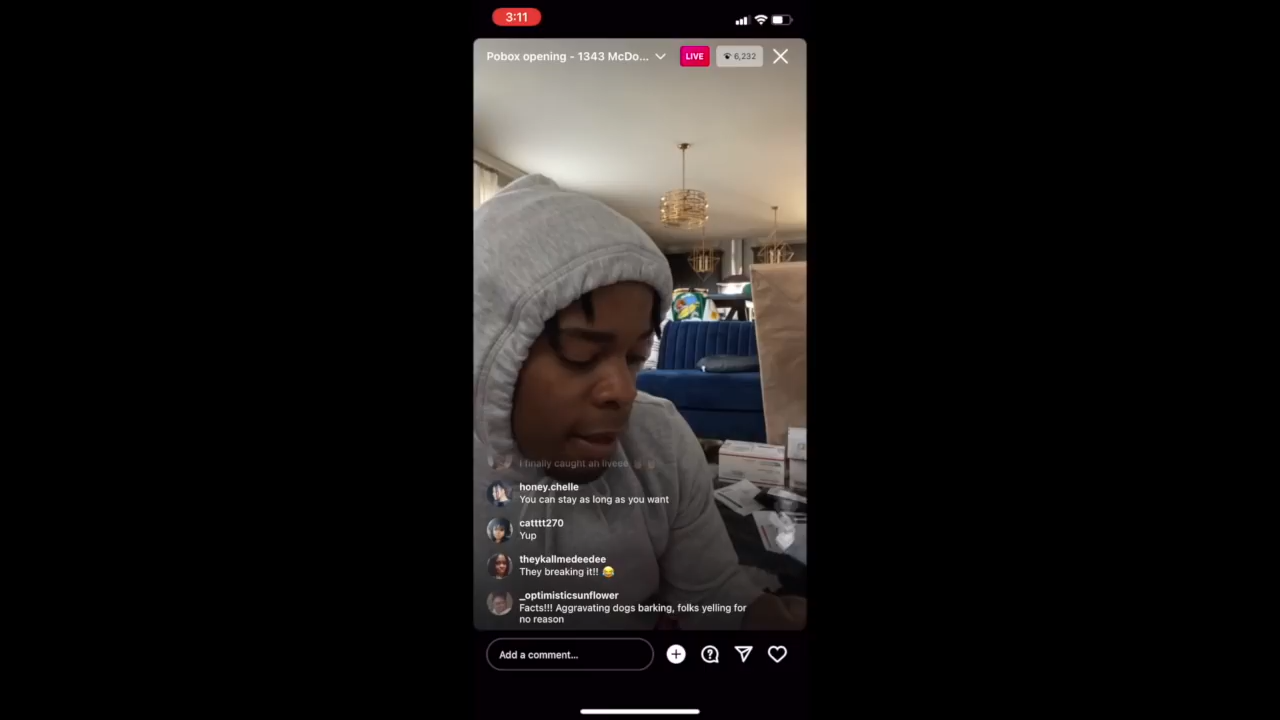 3:11
Pobox opening - 1343 McDo...
LIVE
6,232
I finally caught an liveee
honey.chelle
You can stay as long as you want
catttt270
Yup
theykallmedeedee
They breaking it!! 😂
_optimisticsunflower
Facts!!! Aggravating dogs barking, folks yelling for
no reason
Add a comment...